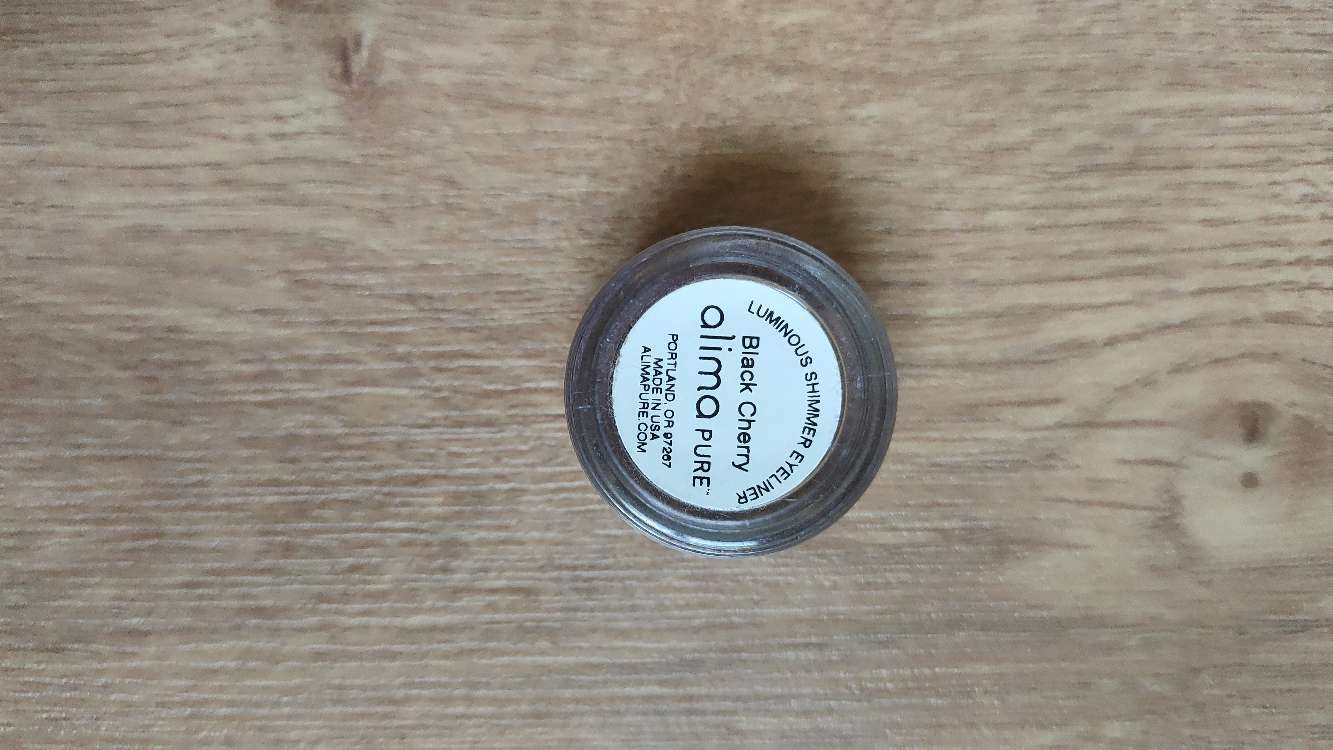 LUMINOUS SHIMMER EYELINER
Black Cherry
alima PURE™
PORTLAND, OR 97267
MADE IN USA
ALIMAPURE.COM